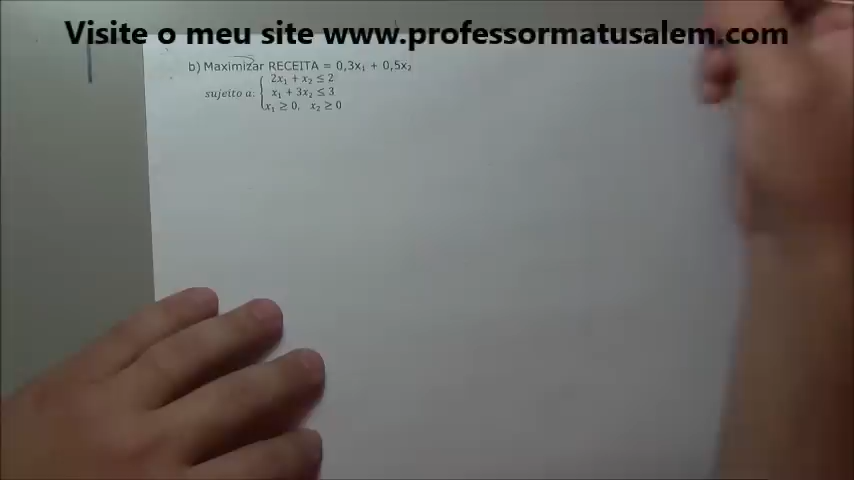 Visite o meu site www.professormatusalem.com
b) Maximizar RECEITA = 0,3x₁ + 0,5x₂
2x₁ + x₂ ≤ 2
sujeito a: { x₁ + 3x₂ ≤ 3
x₁ ≥ 0, x₂ ≥ 0